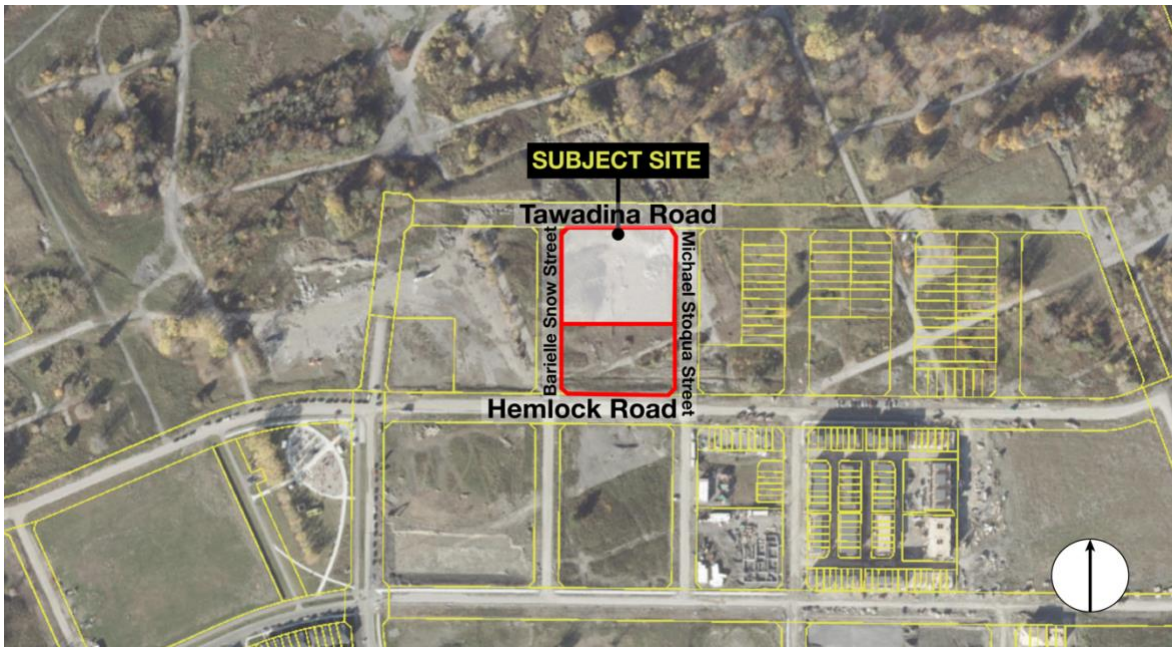 SUBJECT SITE
Tawadina Road
Barielle Snow Street
Michael Stoqua Street
Hemlock Road